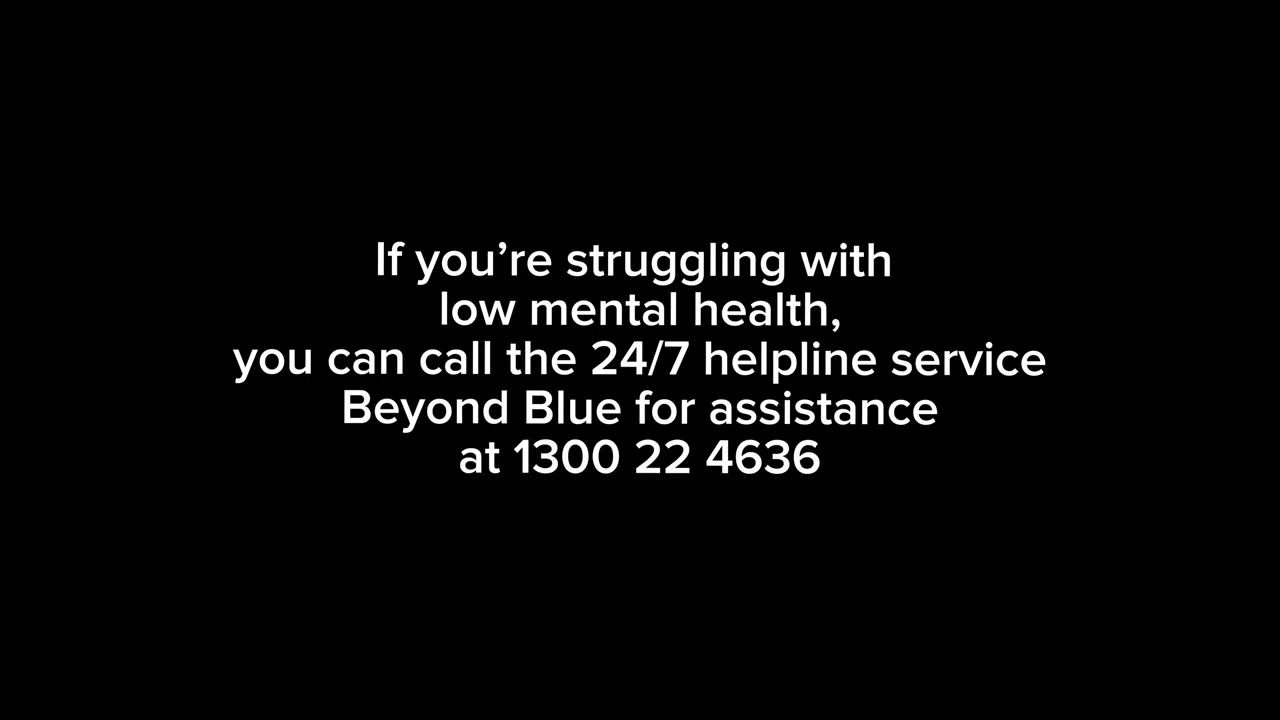 If you’re struggling with
low mental health,
you can call the 24/7 helpline service
Beyond Blue for assistance
at 1300 22 4636